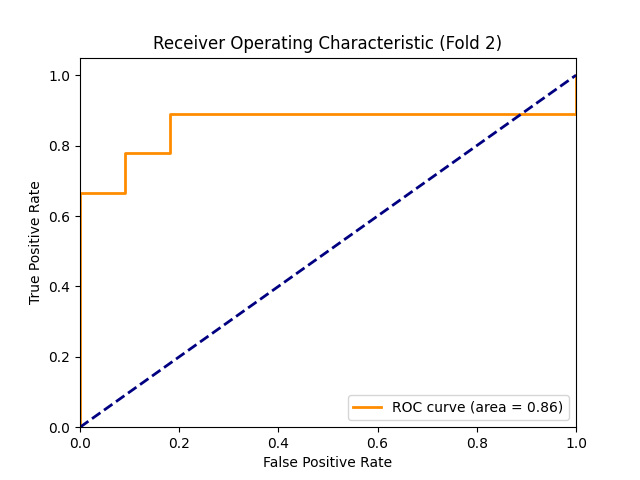 Receiver Operating Characteristic (Fold 2)
1.0
0.8
0.6
0.4
0.2
0.0
True Positive Rate
ROC curve (area = 0.86)
0.0 0.2 0.4 0.6 0.8 1.0
False Positive Rate